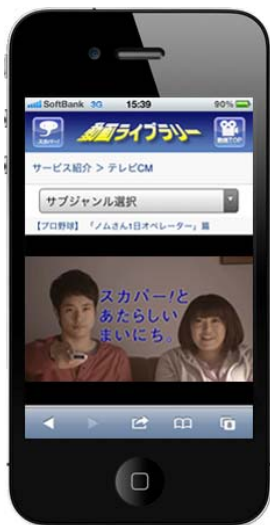 SoftBank 3G 15:39 90%
スカパー!
動画ライブラリー
動画TOP
サービス紹介 > テレビCM
サブジャンル選択
【プロ野球】 「ノムさん1日オペレーター」篇
スカパー!と
あたらしい
まいにち。